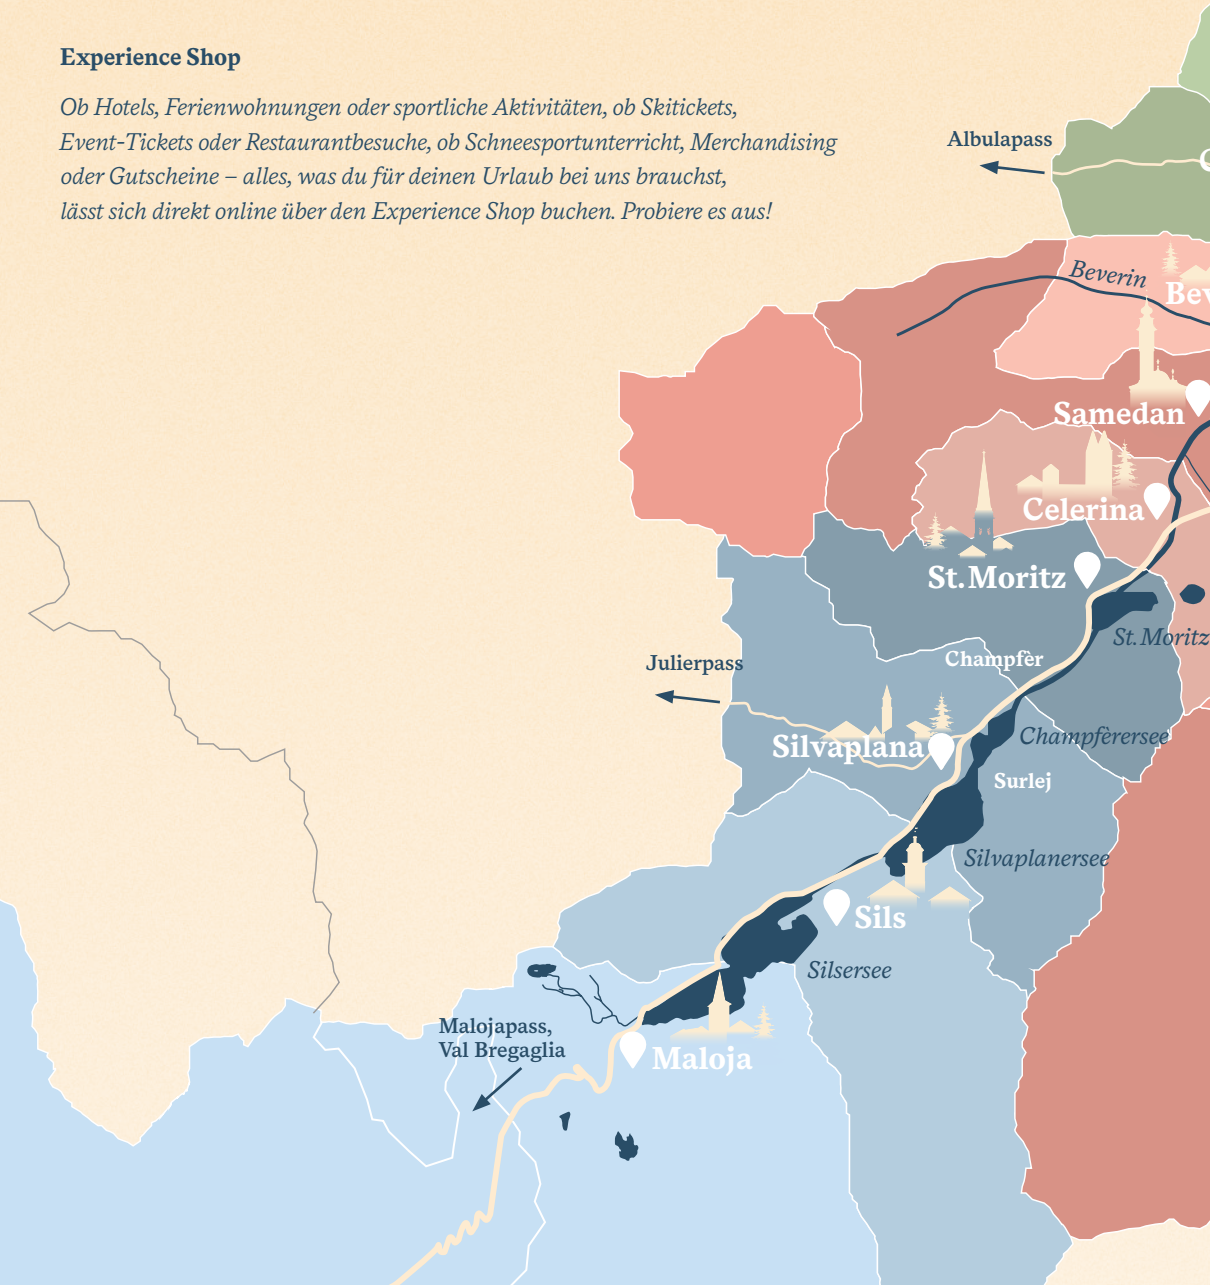 Experience Shop
Ob Hotels, Ferienwohnungen oder sportliche Aktivitäten, ob Skitickets,
Event-Tickets oder Restaurantbesuche, ob Schneesportunterricht, Merchandising
oder Gutscheine – alles, was du für deinen Urlaub bei uns brauchst,
lässt sich direkt online über den Experience Shop buchen. Probiere es aus!
Albulapass
Beverin
Bev
Samedan
Celerina
St. Moritz
St. Moritz
Champfèr
Julierpass
Champfèrersee
Silvaplana
Surlej
Silvaplanersee
Sils
Silsersee
Malojapass,
Val Bregaglia
Maloja